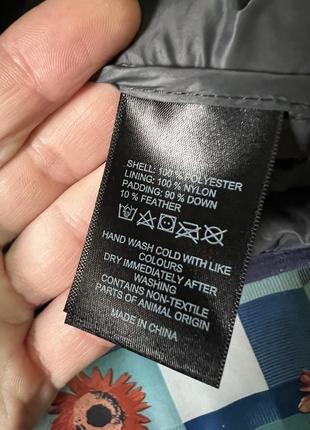 SHELL: 100 % POLYESTER
LINING: 100 % NYLON
PADDING: 90 % DOWN
10 % FEATHER
HAND WASH COLD WITH LIKE
COLOURS
DRY IMMEDIATELY AFTER
WASHING
CONTAINS NON-TEXTILE
PARTS OF ANIMAL ORIGIN
MADE IN CHINA